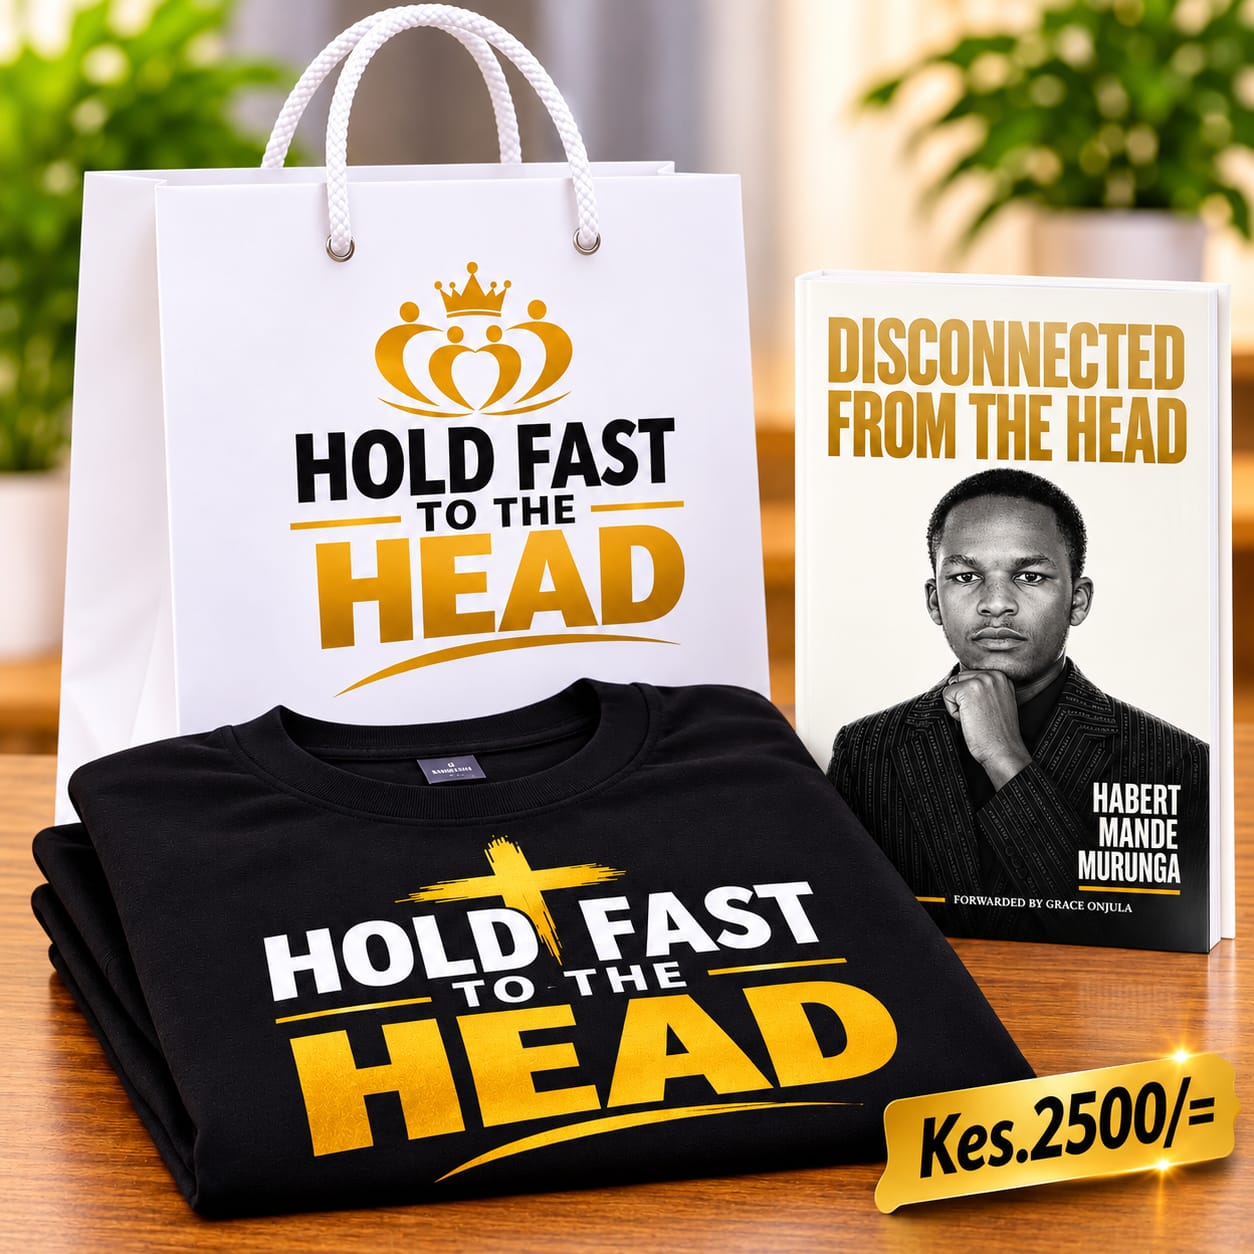 HOLD FAST
TO THE
HEAD
DISCONNECTED
FROM THE HEAD
HABERT
MANDE
MURUNGA
FORWARDED BY GRACE ONJULA
HOLD FAST
TO THE
HEAD
Kes.2500/=